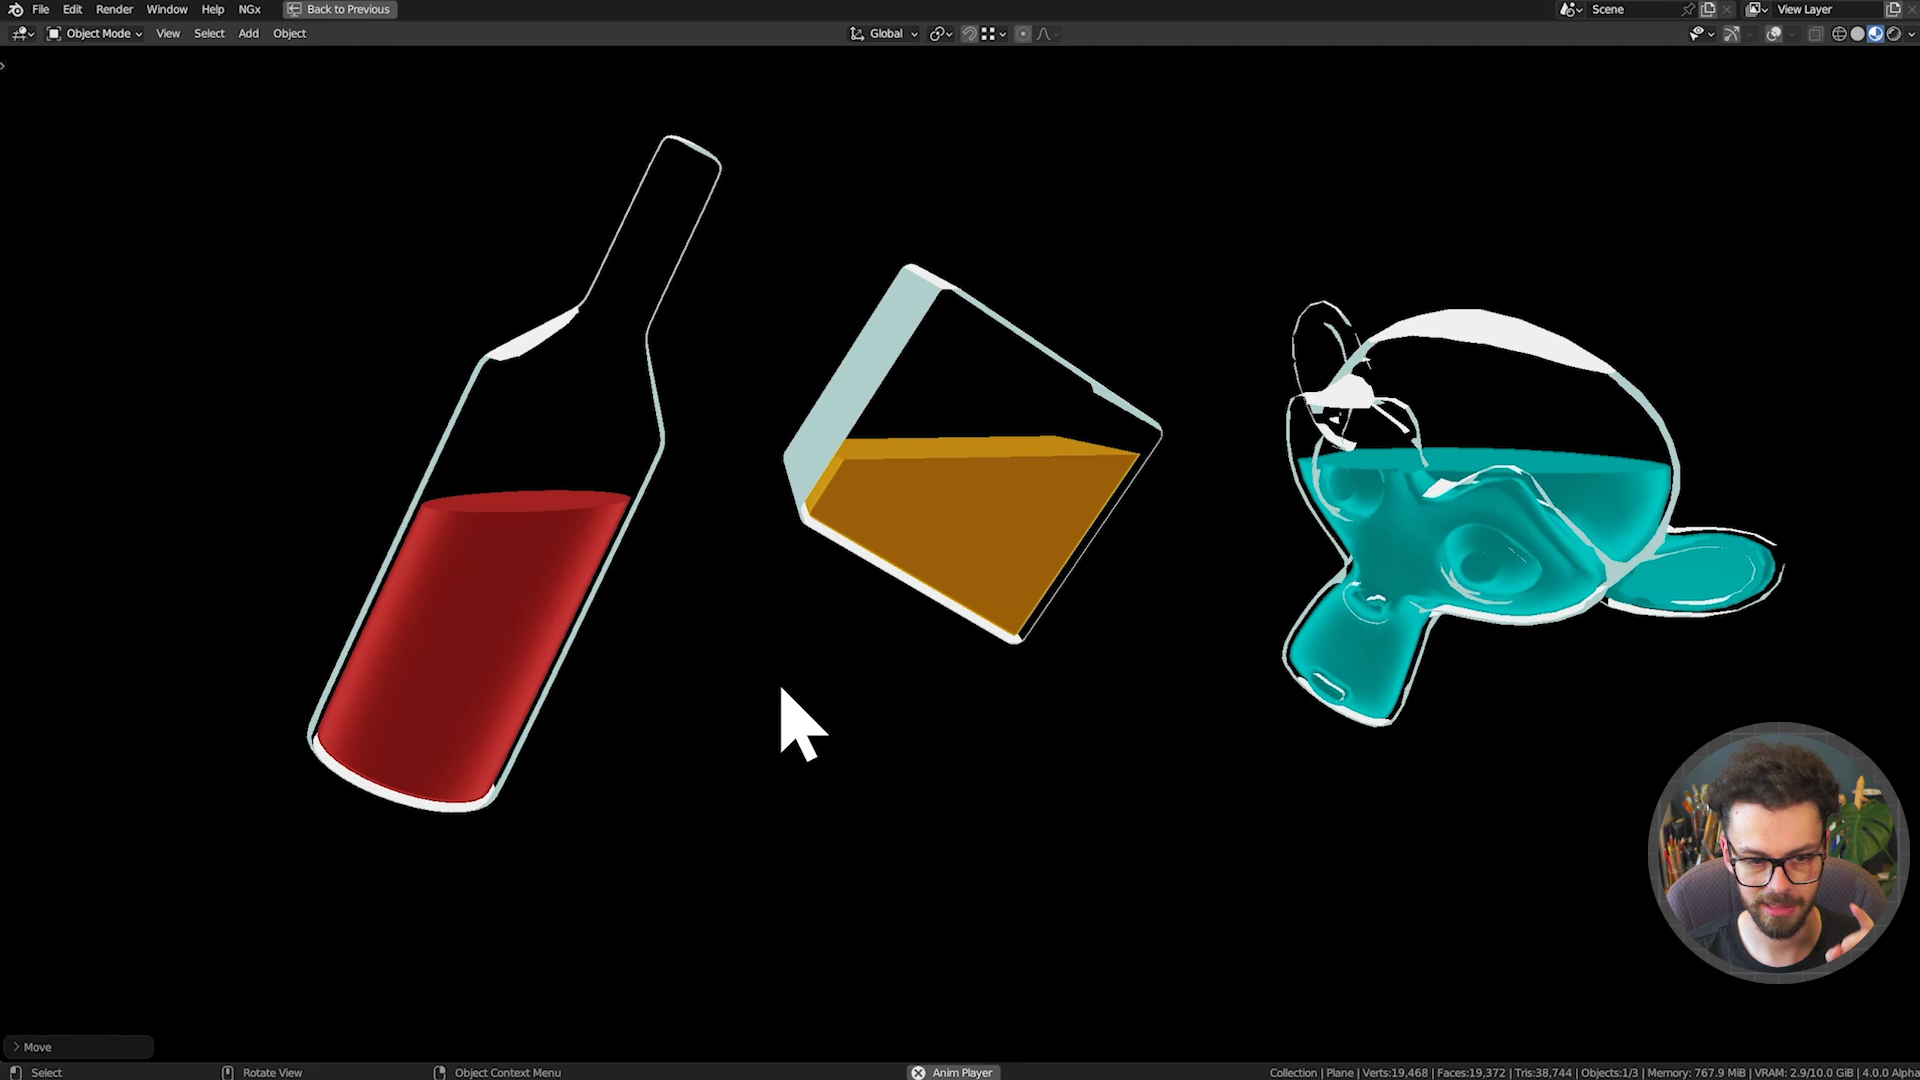 File Edit Render Window Help NGx Back to Previous Scene View Layer
Object Mode View Select Add Object Global
Move
Select Rotate View Object Context Menu Anim Player Collection | Plane | Verts:19,468 | Faces:19,372 | Tris:38,744 | Objects:1/3 | Memory: 767.9 MiB | VRAM: 2.9/10.0 GiB | 4.0.0 Alpha